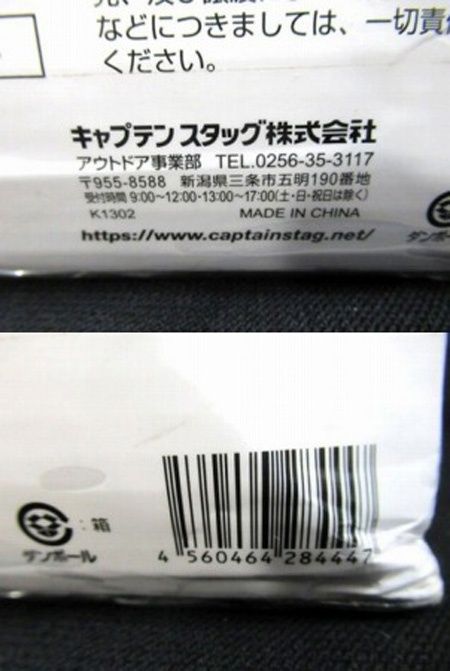 などにつきましては、一切責
ください。
キャプテンスタッグ株式会社
アウトドア事業部 TEL.0256-35-3117
〒955-8588 新潟県三条市五明190番地
受付時間 9:00~12:00・13:00~17:00(土・日・祝日は除く)
K1302 MADE IN CHINA
https://www.captainstag.net/
ダンボ
:箱
ダンボール
4 560464 284447